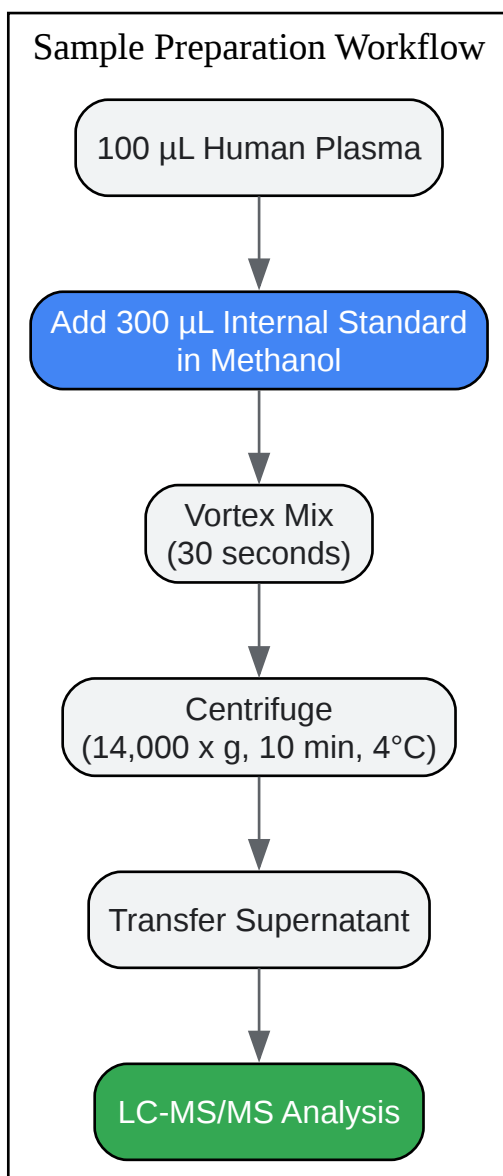 Sample Preparation Workflow
100 µL Human Plasma
Add 300 µL Internal Standard
in Methanol
Vortex Mix
(30 seconds)
Centrifuge
(14,000 x g, 10 min, 4°C)
Transfer Supernatant
LC-MS/MS Analysis